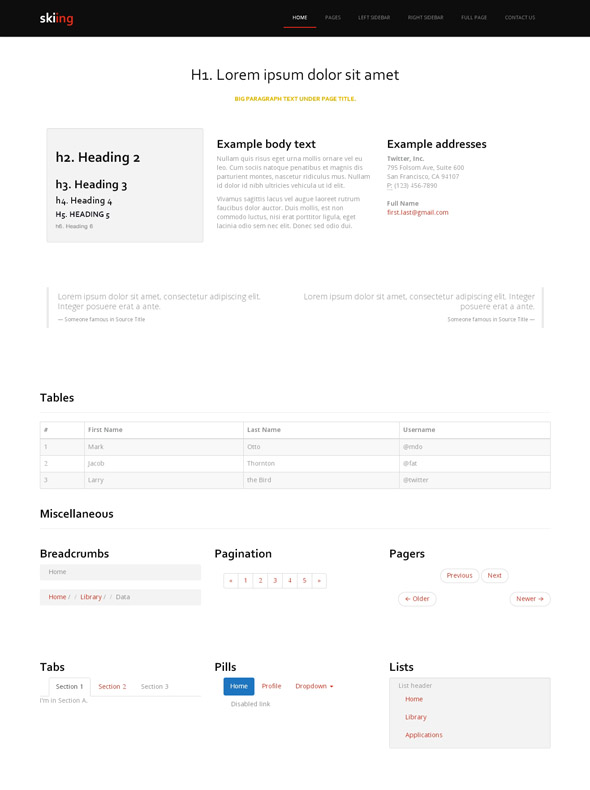 skiing
HOME PAGES LEFT SIDEBAR RIGHT SIDEBAR FULL PAGE CONTACT US
H1. Lorem ipsum dolor sit amet
BIG PARAGRAPH TEXT UNDER PAGE TITLE.
h2. Heading 2
h3. Heading 3
h4. Heading 4
H5. HEADING 5
h6. Heading 6
Example body text
Nullam quis risus eget urna mollis ornare vel eu
leo. Cum sociis natoque penatibus et magnis dis
parturient montes, nascetur ridiculus mus. Nullam
id dolor id nibh ultricies vehicula ut id elit.
Vivamus sagittis lacus vel augue laoreet rutrum
faucibus dolor auctor. Duis mollis, est non
commodo luctus, nisi erat porttitor ligula, eget
lacinia odio sem nec elit. Donec sed odio dui.
Example addresses
Twitter, Inc.
795 Folsom Ave, Suite 600
San Francisco, CA 94107
P: (123) 456-7890
Full Name
first.last@gmail.com
Lorem ipsum dolor sit amet, consectetur adipiscing elit.
Integer posuere erat a ante.
— Someone famous in Source Title
Lorem ipsum dolor sit amet, consectetur adipiscing elit. Integer
posuere erat a ante.
Someone famous in Source Title —
Tables
# First Name Last Name Username
1 Mark Otto @mdo
2 Jacob Thornton @fat
3 Larry the Bird @twitter
Miscellaneous
Breadcrumbs
Home
Home / / Library / / Data
Pagination
« 1 2 3 4 5 »
Pagers
Previous Next
← Older Newer →
Tabs
Section 1 Section 2 Section 3
I'm in Section A.
Pills
Home Profile Dropdown
Disabled link
Lists
List header
Home
Library
Applications